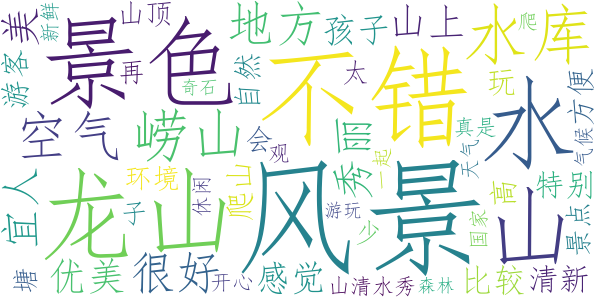 美
新鲜
山顶
景色
地方
孩子
山上
水库
爬
游客
再
奇石
自然
不错
太
玩
水
方便
空气
崂山
会
观
雨
秀
一起
真是
天气
气候
宜人
龙山
环境
子
休闲
爬山
风景
游玩
少
高
国家
山
特别
景点
塘
优美
很好
开心
感觉
山清水秀
森林
比较
清新